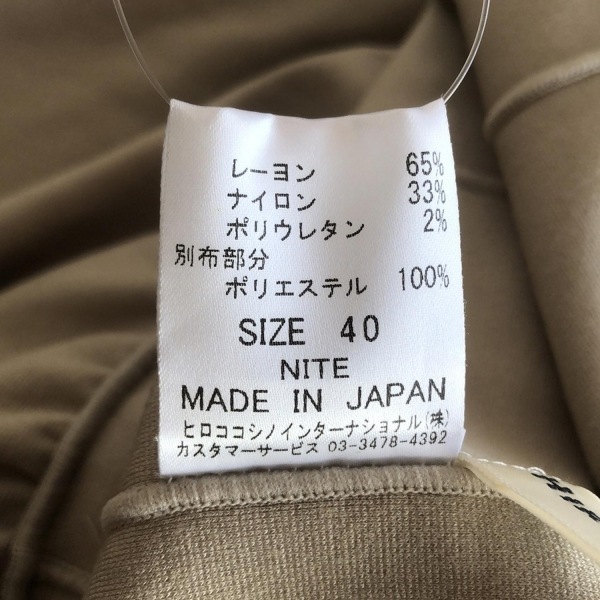 レーヨン 65%
ナイロン 33%
ポリウレタン 2%
別布部分
ポリエステル 100%
SIZE 40
NITE
MADE IN JAPAN
ヒロココシノインターナショナル(株)
カスタマーサービス 03-3478-4392